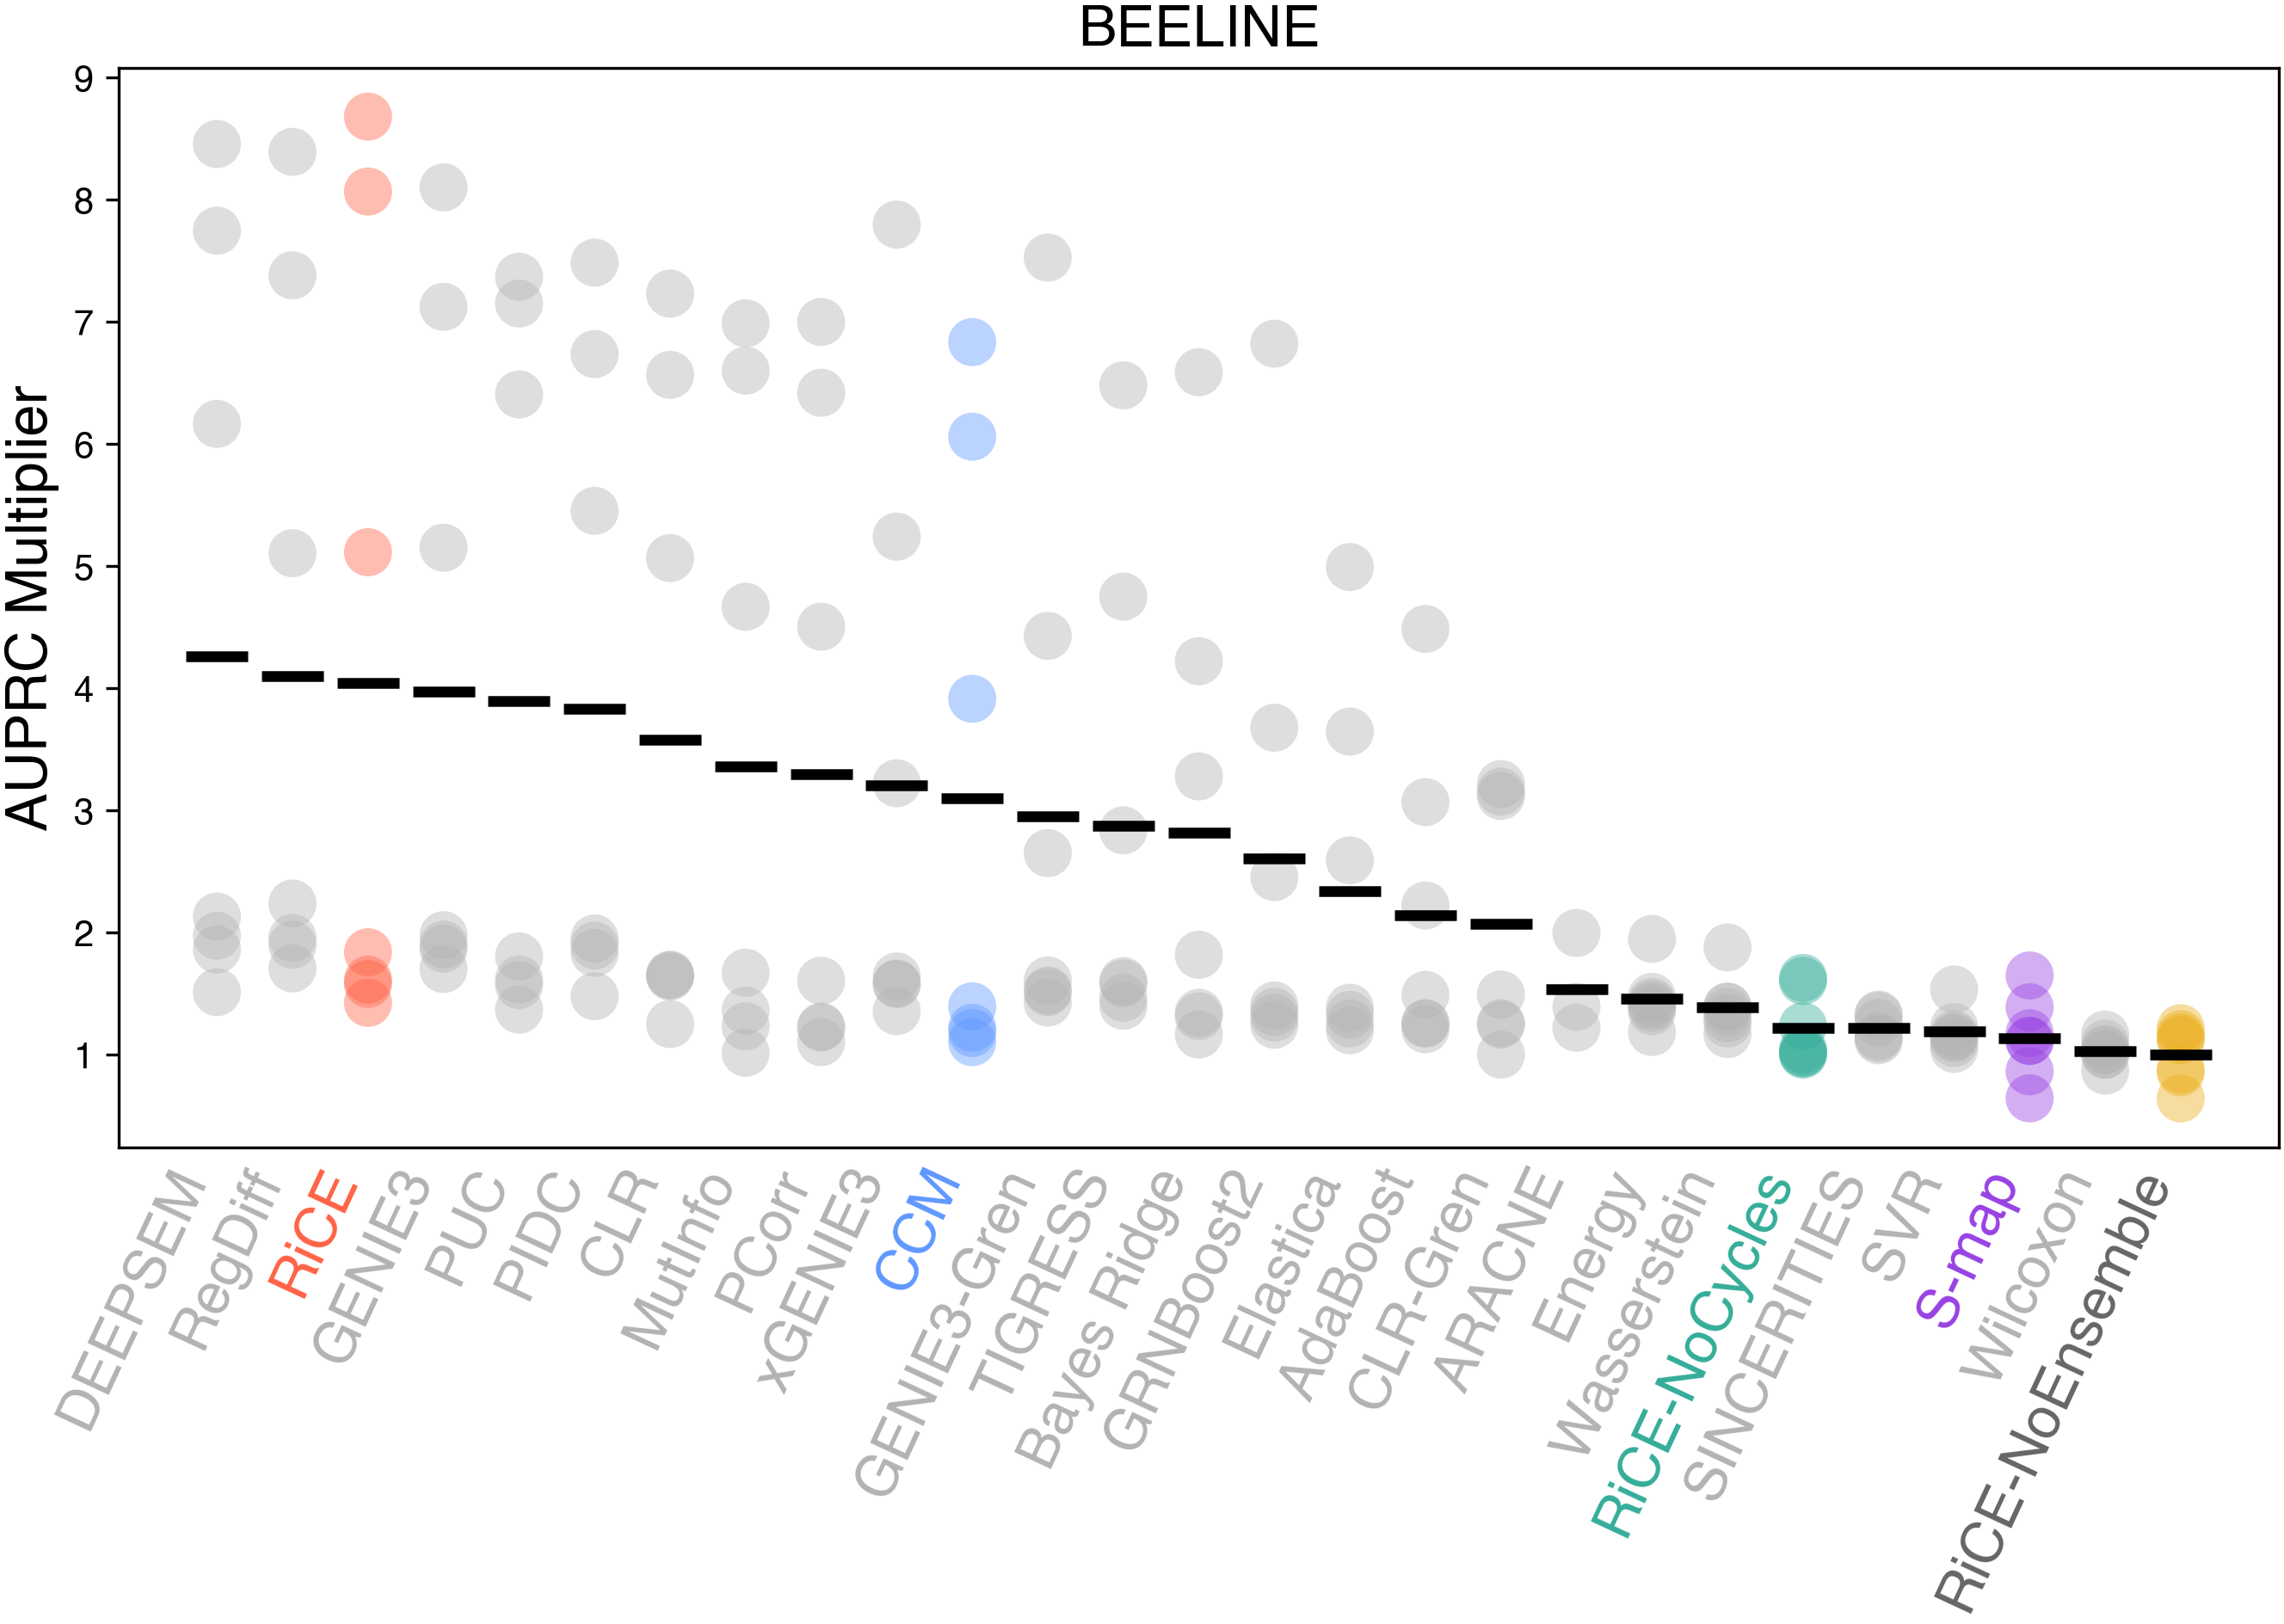 BEELINE
AUPRC Multiplier
9
8
7
6
5
4
3
2
1
DEEPSEM
RegDiff
RiCE
GENIE3
PUC
PIDC
CLR
MutInfo
PCorr
xGENIE3
CCM
GENIE3-Gren
TIGRESS
Bayes Ridge
GRNBoost2
Elastica
AdaBoost
CLR-Gren
ARACNE
Energy
Wasserstein
RiCE-NoCycles
SINCERITIES
SVR
S-map
Wilcoxon
RiCE-NoEnsemble